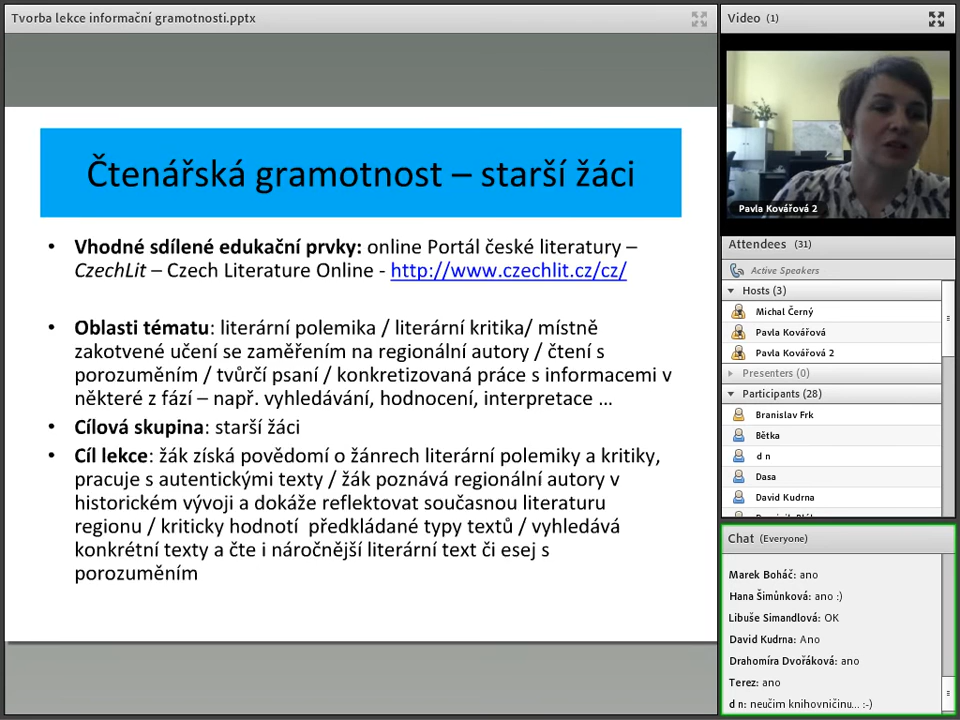 Tvorba lekce informační gramotnosti.pptx
Čtenářská gramotnost – starší žáci
• Vhodné sdílené edukační prvky: online Portál české literatury –
CzechLit – Czech Literature Online - http://www.czechlit.cz/cz/
• Oblasti tématu: literární polemika / literární kritika/ místně
zakotvené učení se zaměřením na regionální autory / čtení s
porozuměním / tvůrčí psaní / konkretizovaná práce s informacemi v
některé z fází – např. vyhledávání, hodnocení, interpretace ...
• Cílová skupina: starší žáci
• Cíl lekce: žák získá povědomí o žánrech literární polemiky a kritiky,
pracuje s autentickými texty / žák poznává regionální autory v
historickém vývoji a dokáže reflektovat současnou literaturu
regionu / kriticky hodnotí  předkládané typy textů / vyhledává
konkrétní texty a čte i náročnější literární text či esej s
porozuměním
Video (1)
Pavla Kovářová 2
Attendees (31)
Active Speakers
Hosts (3)
Michal Černý
Pavla Kovářová
Pavla Kovářová 2
Presenters (0)
Participants (28)
Branislav Frk
Bětka
d n
Dasa
David Kudrna
Chat (Everyone)
Marek Boháč: ano
Hana Šimůnková: ano :)
Libuše Simandlová: OK
David Kudrna: Ano
Drahomíra Dvořáková: ano
Terez: ano
d n: neučim knihovničinu... :-)